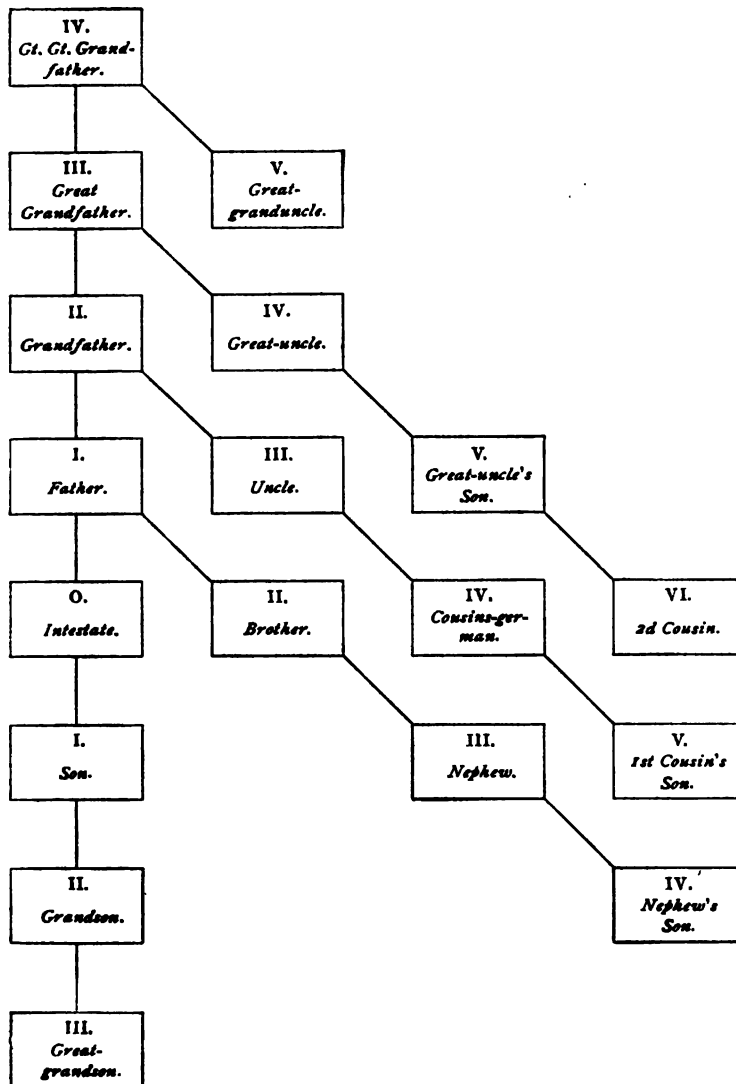 IV.
Gt. Gt. Grand-
father.
III.
Great
Grandfather.
V.
Great-
granduncle.
II.
Grandfather.
IV.
Great-uncle.
I.
Father.
III.
Uncle.
V.
Great-uncle's
Son.
O.
Intestate.
II.
Brother.
IV.
Cousins-ger-
man.
VI.
2d Cousin.
I.
Son.
III.
Nephew.
V.
1st Cousin's
Son.
II.
Grandson.
IV.
Nephew's
Son.
III.
Great-
grandson.